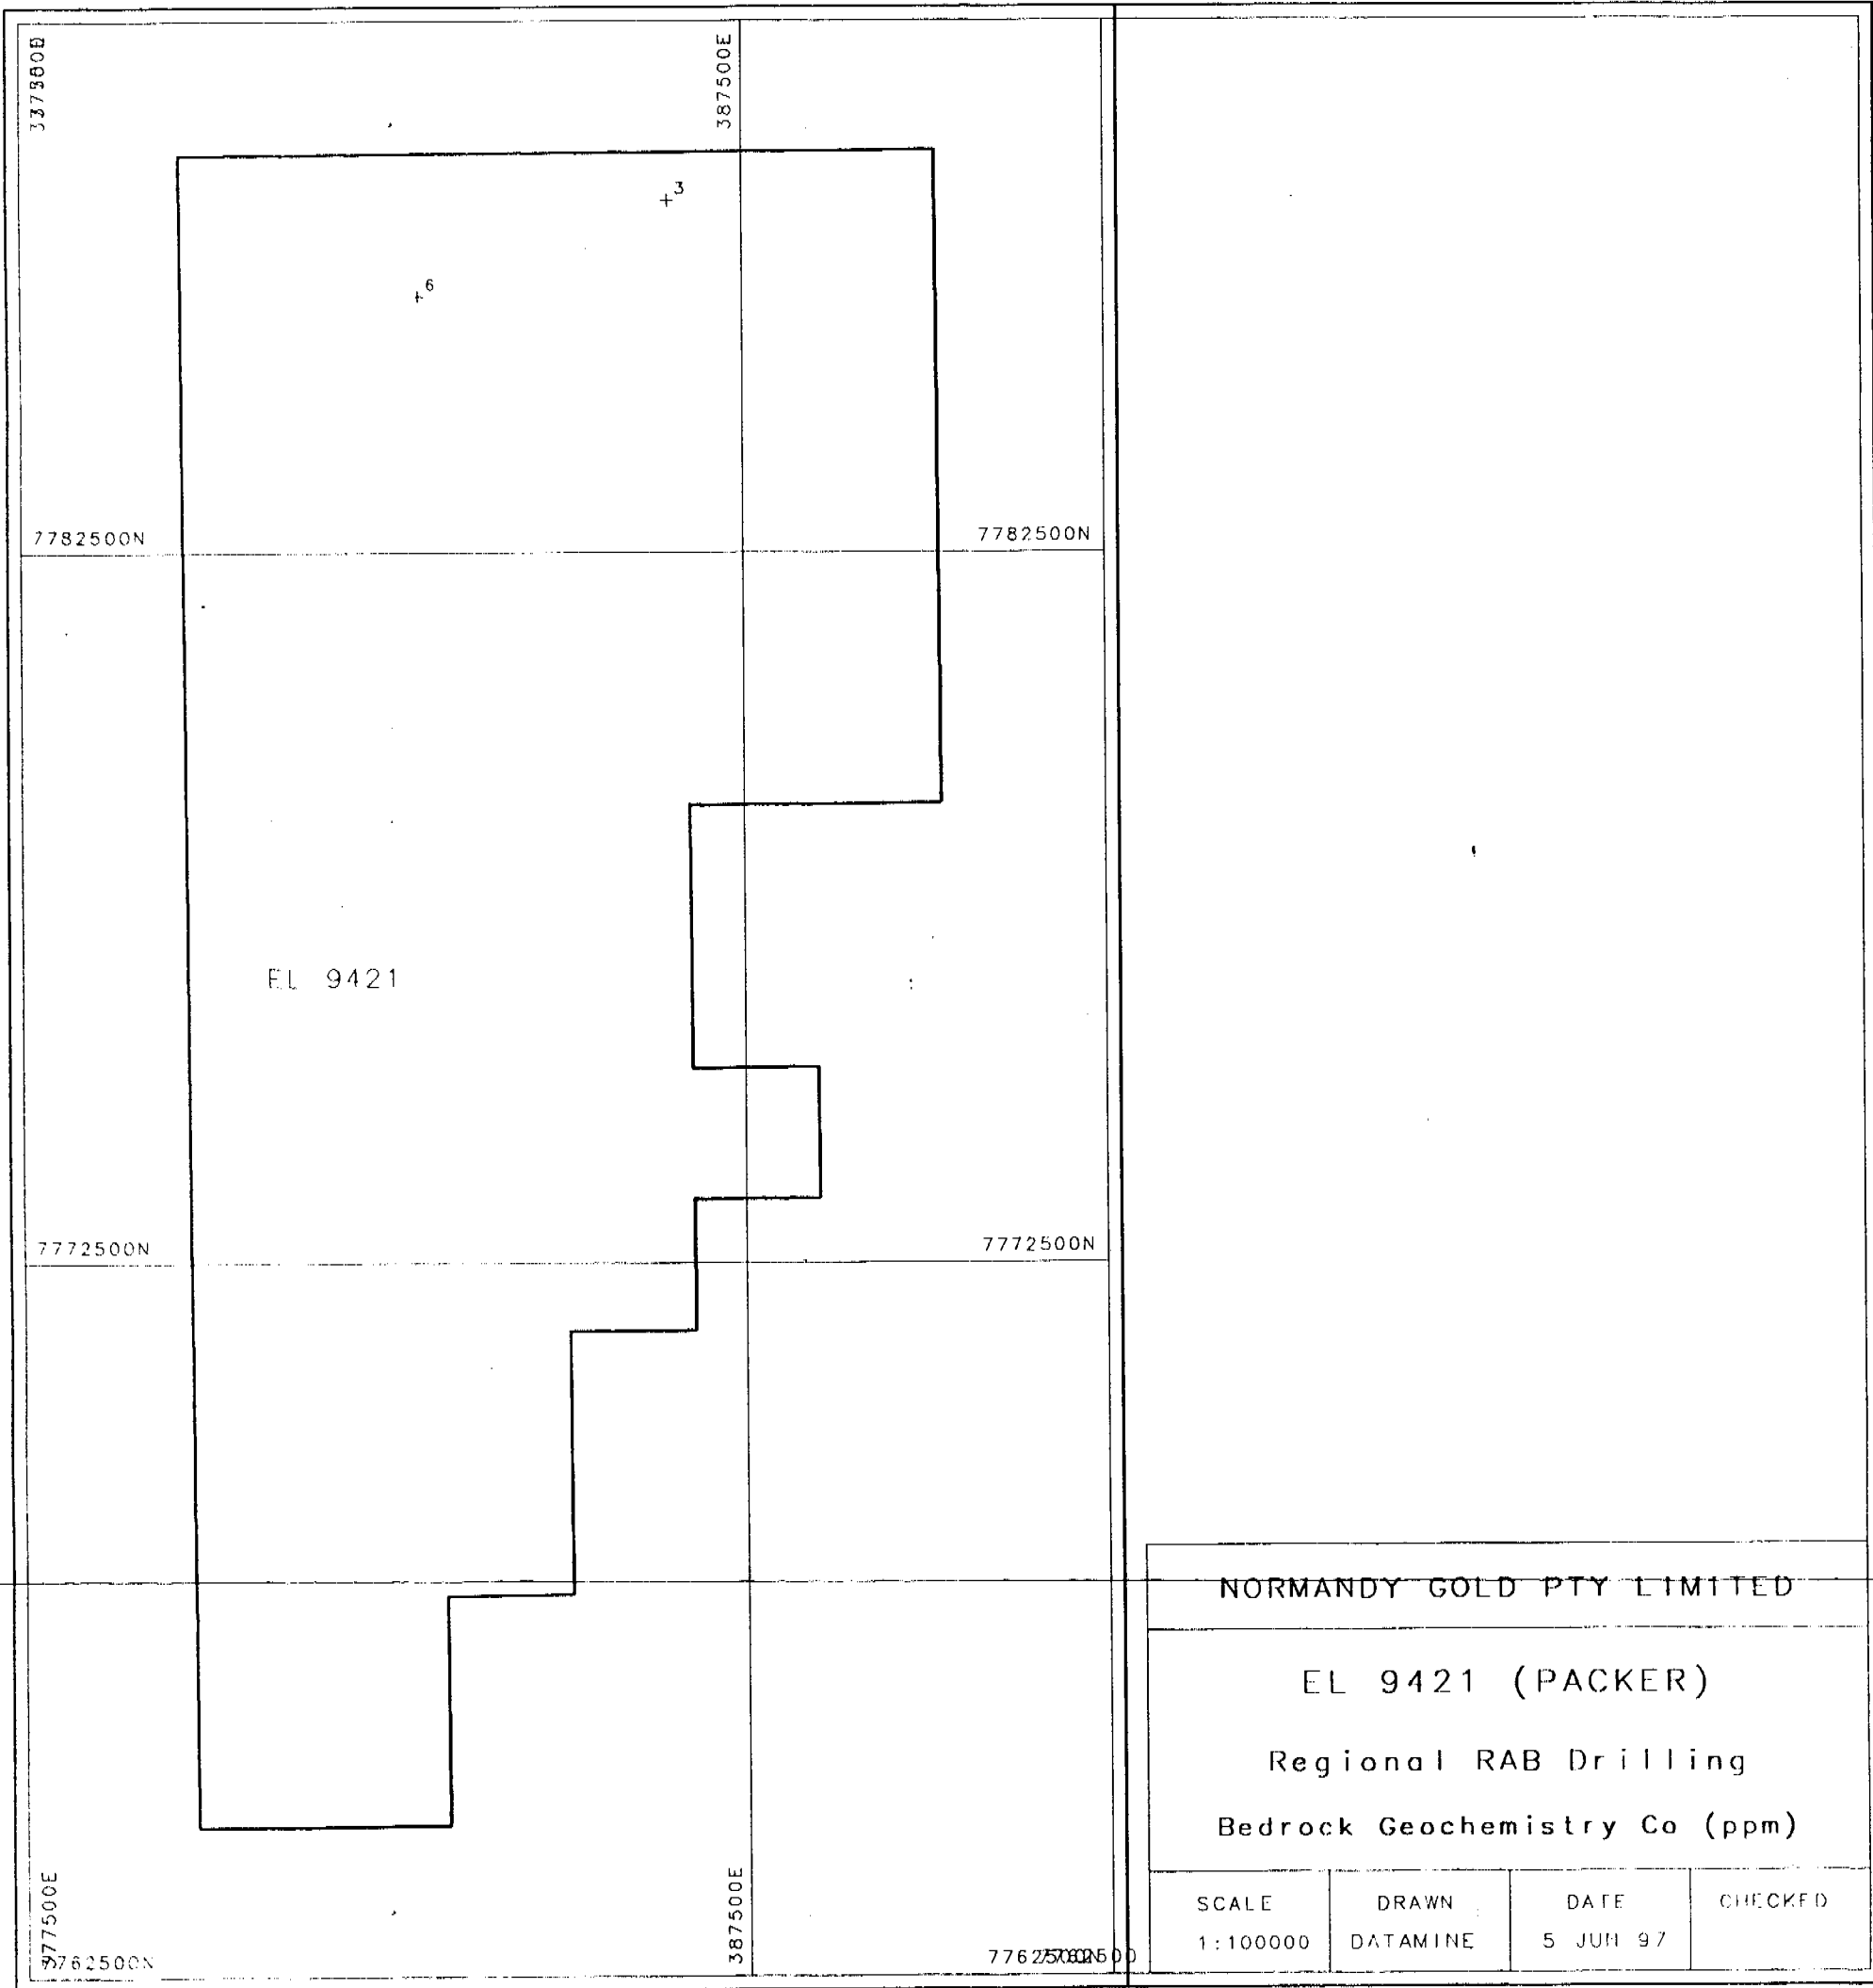 387500E
+3
+6
7782500N 7782500N
EL 9421
7772500N 7772500N
NORMANDY GOLD PTY LIMITED
EL 9421 (PACKER)
Regional RAB Drilling
Bedrock Geochemistry Co (ppm)
SCALE DRAWN DATE CHECKED
1:100000 DATAMINE 5 JUN 97
377500E 387500E
7762500N